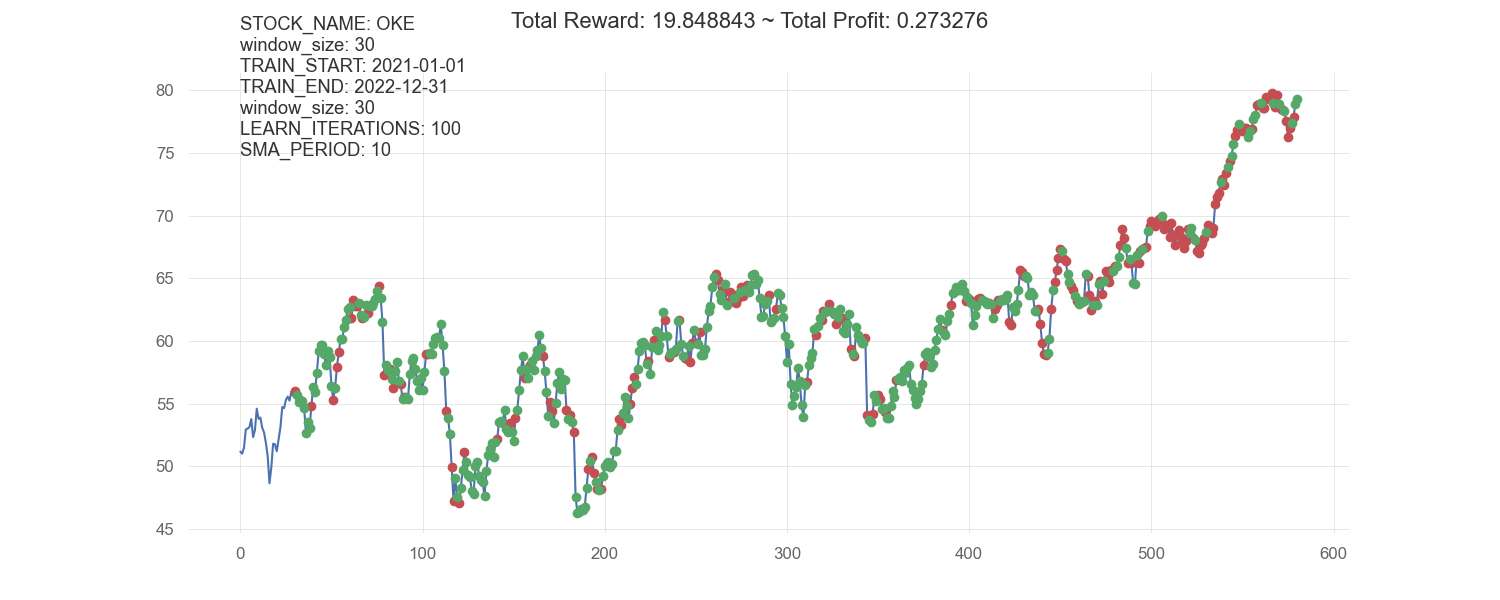 Total Reward: 19.848843 ~ Total Profit: 0.273276
STOCK_NAME: OKE
window_size: 30
TRAIN_START: 2021-01-01
TRAIN_END: 2022-12-31
window_size: 30
LEARN_ITERATIONS: 100
SMA_PERIOD: 10
80
75
70
65
60
55
50
45
0
100
200
300
400
500
600